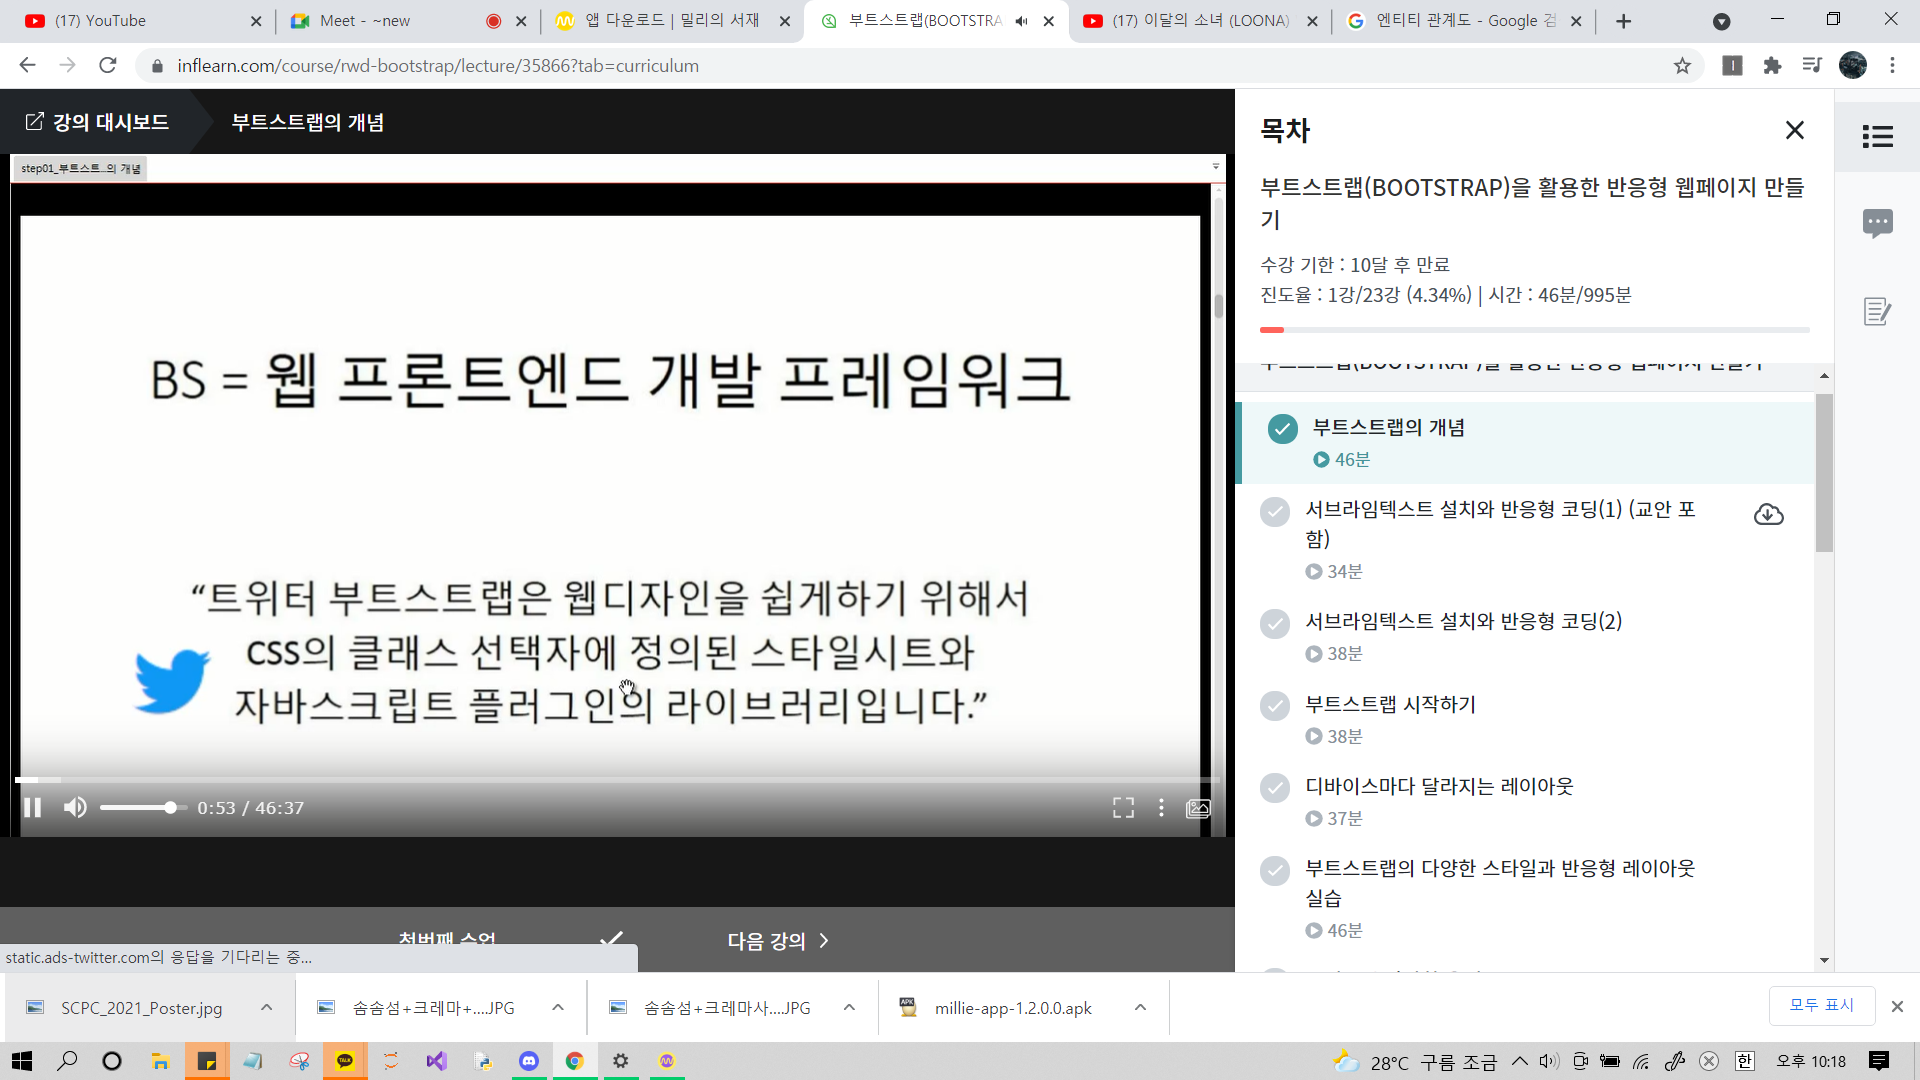 (17) YouTube
Meet - ~new
앱 다운로드 | 밀리의 서재
부트스트랩(BOOTSTRA
(17) 이달의 소녀 (LOONA)
엔티티 관계도 - Google 검
inflearn.com/course/rwd-bootstrap/lecture/35866?tab=curriculum
강의 대시보드
부트스트랩의 개념
step01_부트스트...의 개념
BS = 웹 프론트엔드 개발 프레임워크
“트위터 부트스트랩은 웹디자인을 쉽게하기 위해서
CSS의 클래스 선택자에 정의된 스타일시트와
자바스크립트 플러그인의 라이브러리입니다.”
0:53 / 46:37
첫번째 수업
다음 강의
static.ads-twitter.com의 응답을 기다리는 중...
목차
부트스트랩(BOOTSTRAP)을 활용한 반응형 웹페이지 만들
기
수강 기한 : 10달 후 만료
진도율 : 1강/23강 (4.34%) | 시간 : 46분/995분
부트스트랩(BOOTSTRAP)을 활용한 반응형 웹페이지 만들기
부트스트랩의 개념
46분
서브라임텍스트 설치와 반응형 코딩(1) (교안 포
함)
34분
서브라임텍스트 설치와 반응형 코딩(2)
38분
부트스트랩 시작하기
38분
디바이스마다 달라지는 레이아웃
37분
부트스트랩의 다양한 스타일과 반응형 레이아웃
실습
46분
SCPC_2021_Poster.jpg
솜솜섬+크레마+....JPG
솜솜섬+크레마사....JPG
millie-app-1.2.0.0.apk
모두 표시
28°C 구름 조금
한
오후 10:18